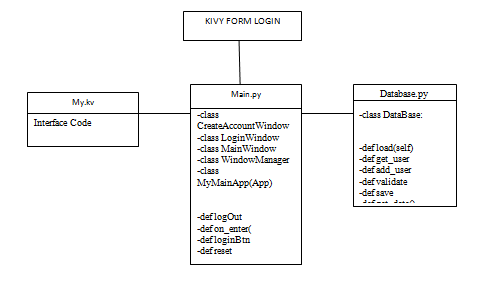 KIVY FORM LOGIN
My.kv
Interface Code
Main.py
-class
CreateAccountWindow
-class LoginWindow
-class MainWindow
-class WindowManager
-class
MyMainApp(App)
-def logOut
-def on_enter(
-def loginBtn
-def reset
Database.py
-class DataBase:
-def load(self)
-def get_user
-def add_user
-def validate
-def save